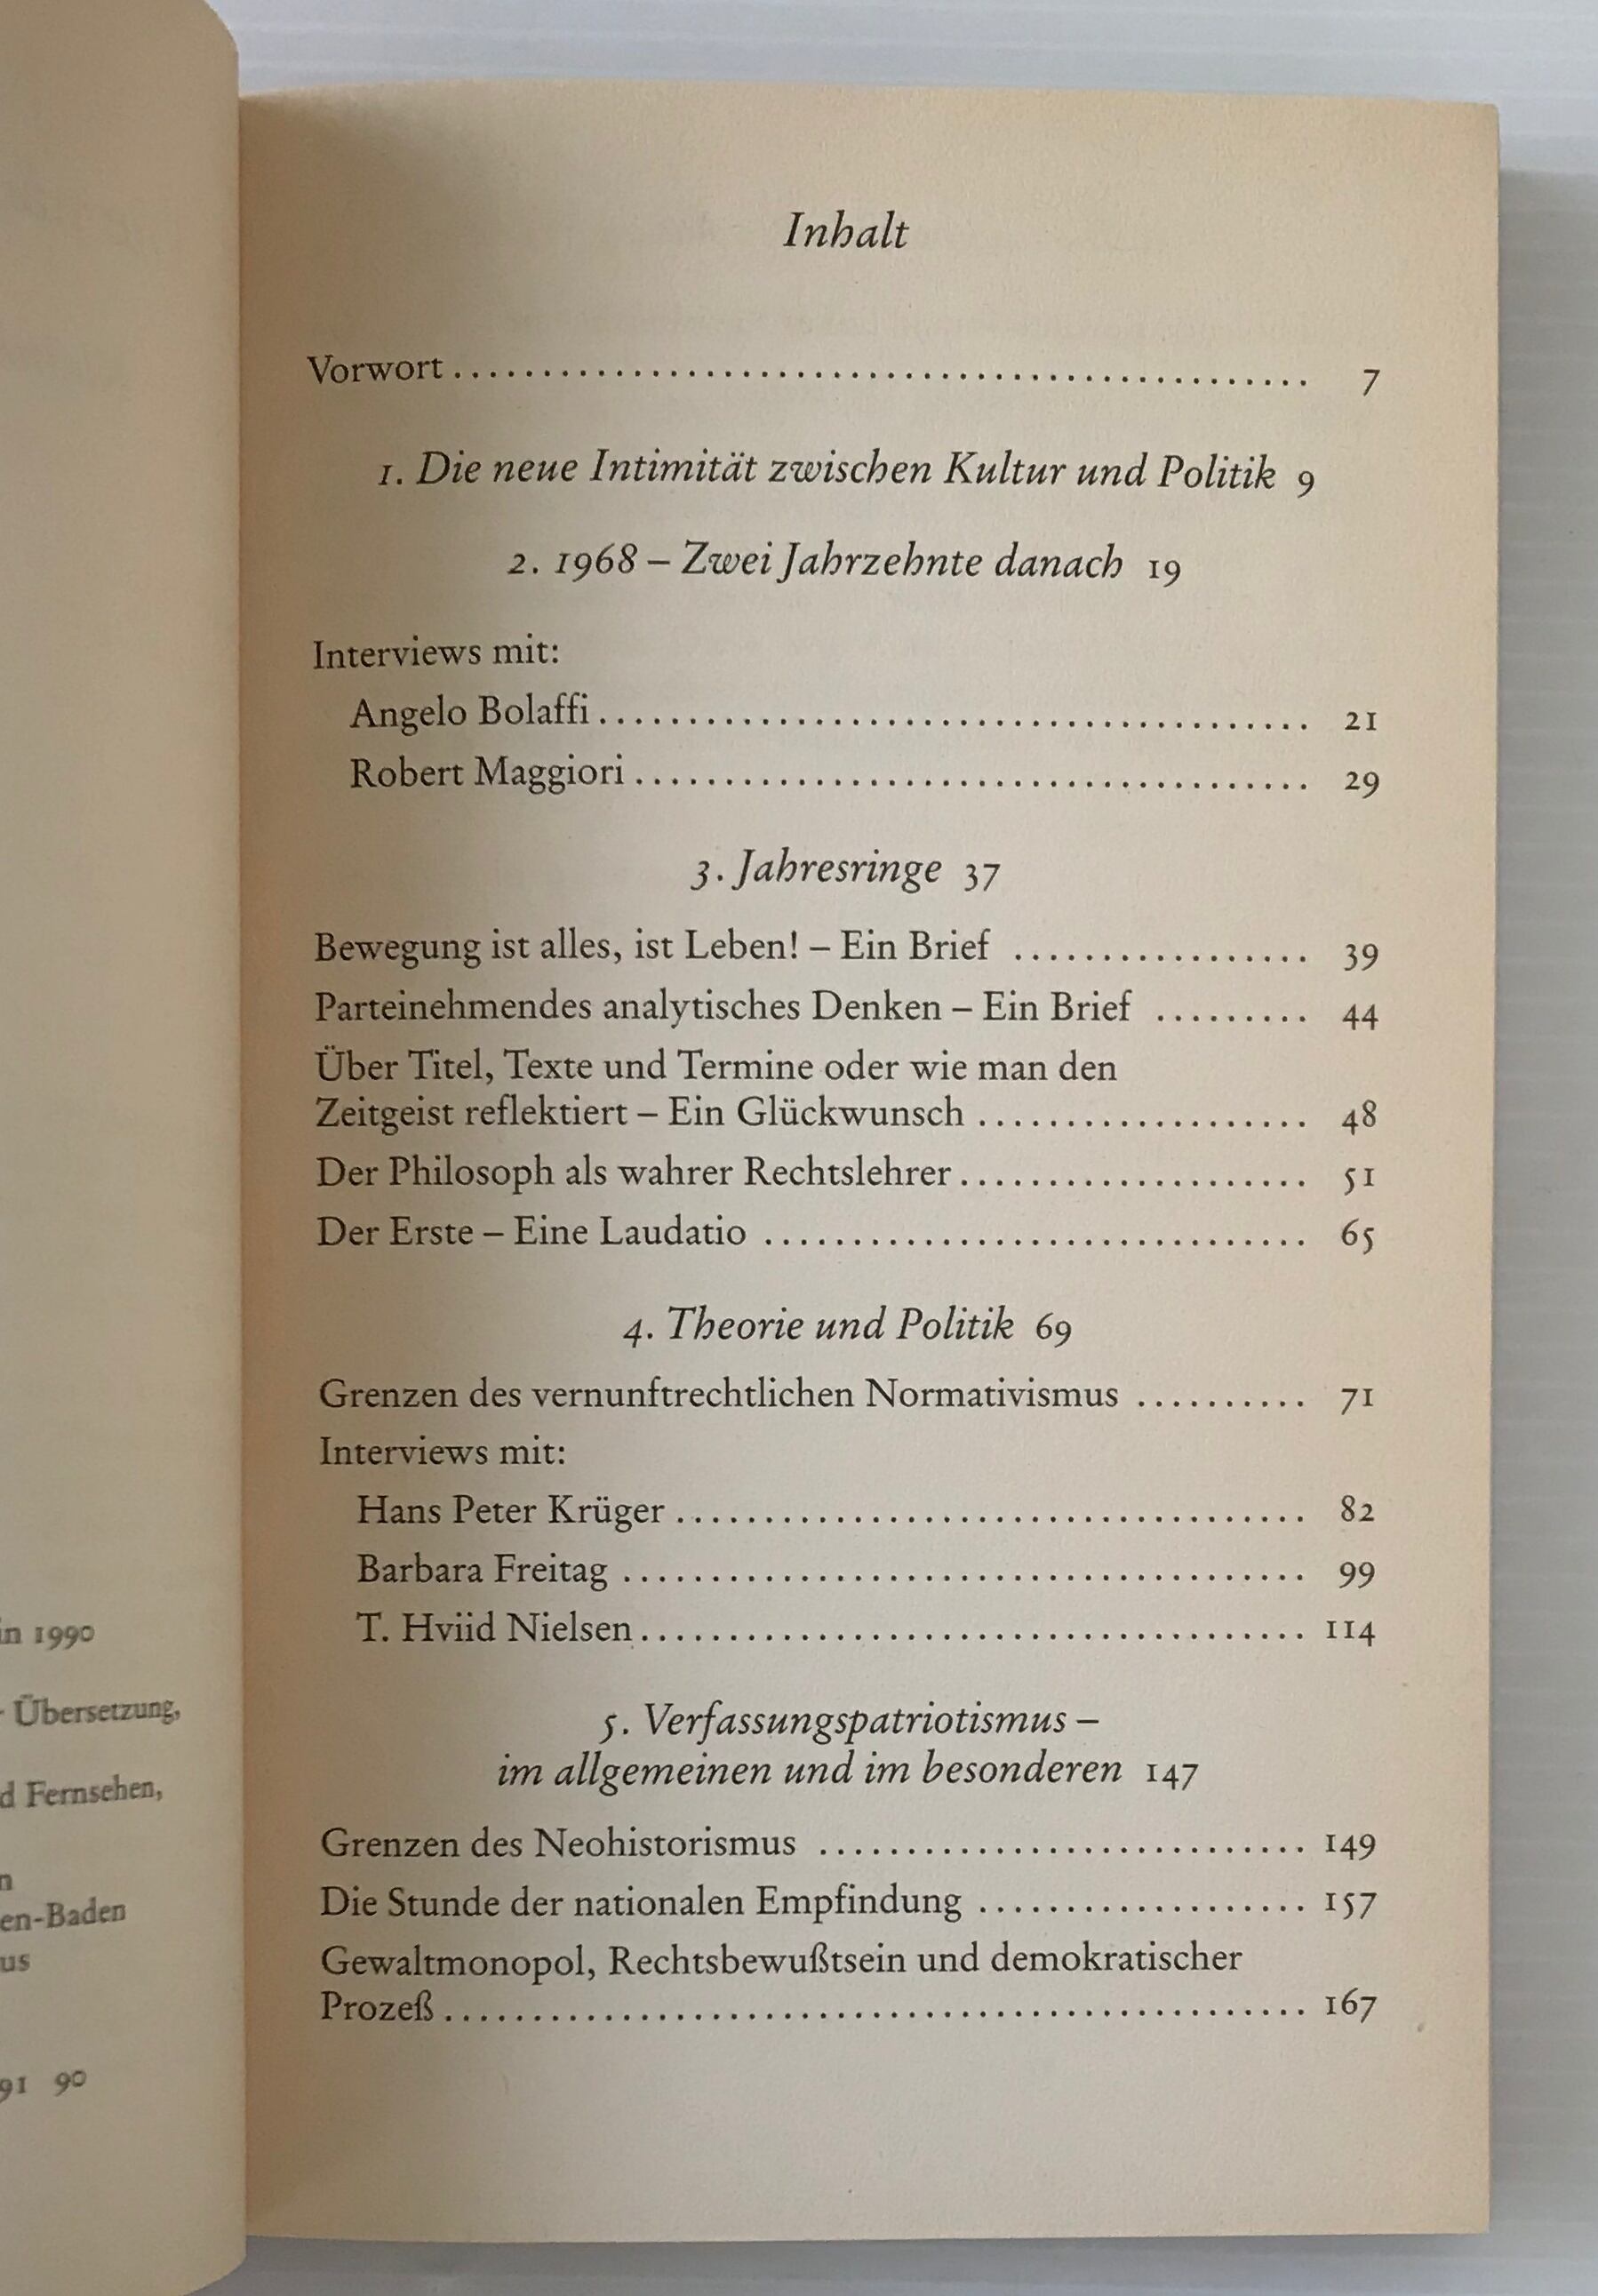 in 1990
Übersetzung,
d Fernsehen,
n
en-Baden
us
91 90
Inhalt
Vorwort . . . . . . . . . . . . . . . . . . . . . . . . . . . . . . . . . . . . . . . . . . . . . . . . 7
1. Die neue Intimität zwischen Kultur und Politik 9
2. 1968 – Zwei Jahrzehnte danach 19
Interviews mit:
Angelo Bolaffi . . . . . . . . . . . . . . . . . . . . . . . . . . . . . . . . . . . . . . . . 21
Robert Maggiori . . . . . . . . . . . . . . . . . . . . . . . . . . . . . . . . . . . . . . 29
3. Jahresringe 37
Bewegung ist alles, ist Leben! – Ein Brief . . . . . . . . . . . . . . . . . 39
Parteinehmendes analytisches Denken – Ein Brief . . . . . . . . . 44
Über Titel, Texte und Termine oder wie man den
Zeitgeist reflektiert – Ein Glückwunsch . . . . . . . . . . . . . . . . . . . 48
Der Philosoph als wahrer Rechtslehrer . . . . . . . . . . . . . . . . . . . . 51
Der Erste – Eine Laudatio . . . . . . . . . . . . . . . . . . . . . . . . . . . . . . . 65
4. Theorie und Politik 69
Grenzen des vernunftrechtlichen Normativismus . . . . . . . . . . 71
Interviews mit:
Hans Peter Krüger . . . . . . . . . . . . . . . . . . . . . . . . . . . . . . . . . . . . 82
Barbara Freitag . . . . . . . . . . . . . . . . . . . . . . . . . . . . . . . . . . . . . . . 99
T. Hviid Nielsen . . . . . . . . . . . . . . . . . . . . . . . . . . . . . . . . . . . . . . 114
5. Verfassungspatriotismus –
im allgemeinen und im besonderen 147
Grenzen des Neohistorismus . . . . . . . . . . . . . . . . . . . . . . . . . . . . 149
Die Stunde der nationalen Empfindung . . . . . . . . . . . . . . . . . . . 157
Gewaltmonopol, Rechtsbewußtsein und demokratischer
Prozeß . . . . . . . . . . . . . . . . . . . . . . . . . . . . . . . . . . . . . . . . . . . . . . . . . 167